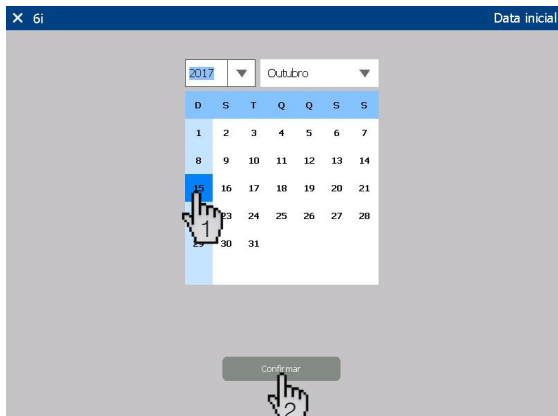 ✕ 6i Data inicial
2017 Outubro
D S T Q Q S S
1 2 3 4 5 6 7
8 9 10 11 12 13 14
15 16 17 18 19 20 21
23 24 25 26 27 28
29 30 31
1
Confirmar
2